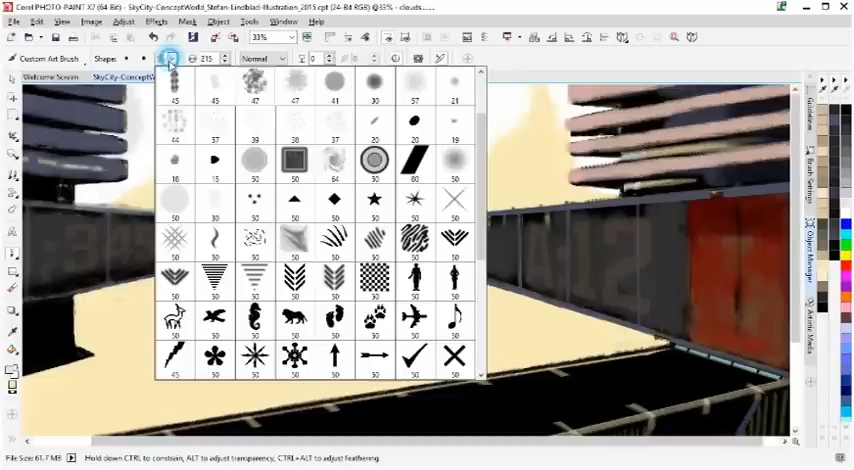 Corel PHOTO-PAINT X7 (64-Bit) - SkyCity-ConceptWorld_Stefan-Lindblad-Illustration_2015.cpt (24-Bit RGB) @33% - clouds......
File Edit View Image Adjust Effects Mask Object Tools Window Help
33%
Custom Art Brush Shape: 215 Normal 0
Welcome Screen SkyCity-ConceptW
45 45 47 47 41 30 57 21
44 57 39 38 37 20 20 19
18 15 50 50 64 50 80 50
50 30 50 50 50 50 50 50
50 50 50 50 50 50 50 50
50 50 50 50 50 50 50 50
50 50 50 50 50 50 50 50
45 50 50 50 50 50 50 50
Guidelines
Brush Settings
Object Manager
Artistic Media
File Size: 61.7 MB Hold down CTRL to constrain, ALT to adjust transparency, CTRL+ALT to adjust feathering